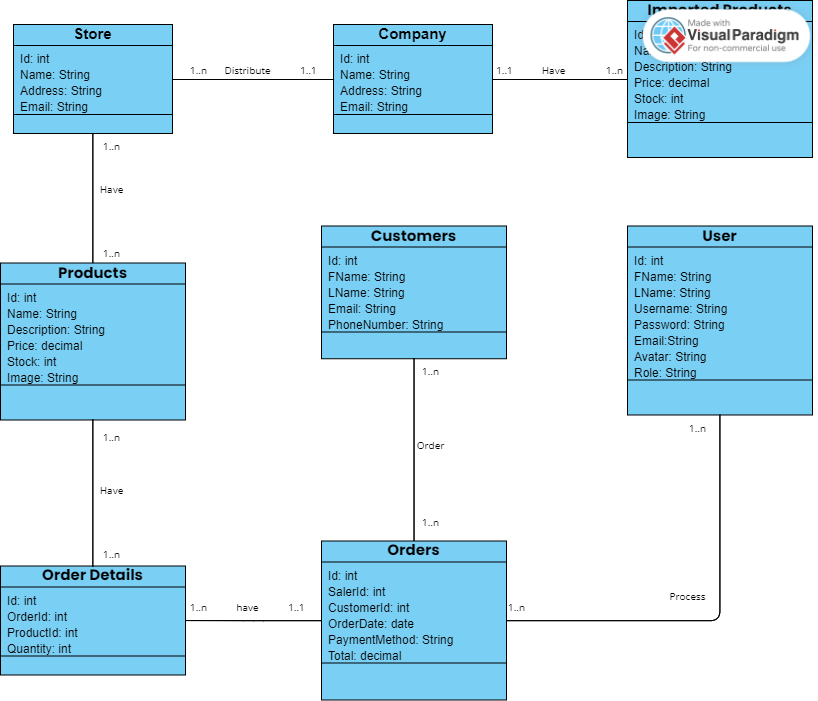 Store
Id: int
Name: String
Address: String
Email: String
1..n
Distribute
1..1
Company
Id: int
Name: String
Address: String
Email: String
1..1
Have
1..n
Imported Products
Made with
VisualParadigm
For non-commercial use
Description: String
Price: decimal
Stock: int
Image: String
1..n
Have
1..n
Products
Id: int
Name: String
Description: String
Price: decimal
Stock: int
Image: String
Customers
Id: int
FName: String
LName: String
Email: String
PhoneNumber: String
User
Id: int
FName: String
LName: String
Username: String
Password: String
Email:String
Avatar: String
Role: String
1..n
Have
1..n
1..n
Order
1..n
1..n
Process
1..n
Order Details
Id: int
OrderId: int
ProductId: int
Quantity: int
1..n
have
1..1
Orders
Id: int
SalerId: int
CustomerId: int
OrderDate: date
PaymentMethod: String
Total: decimal